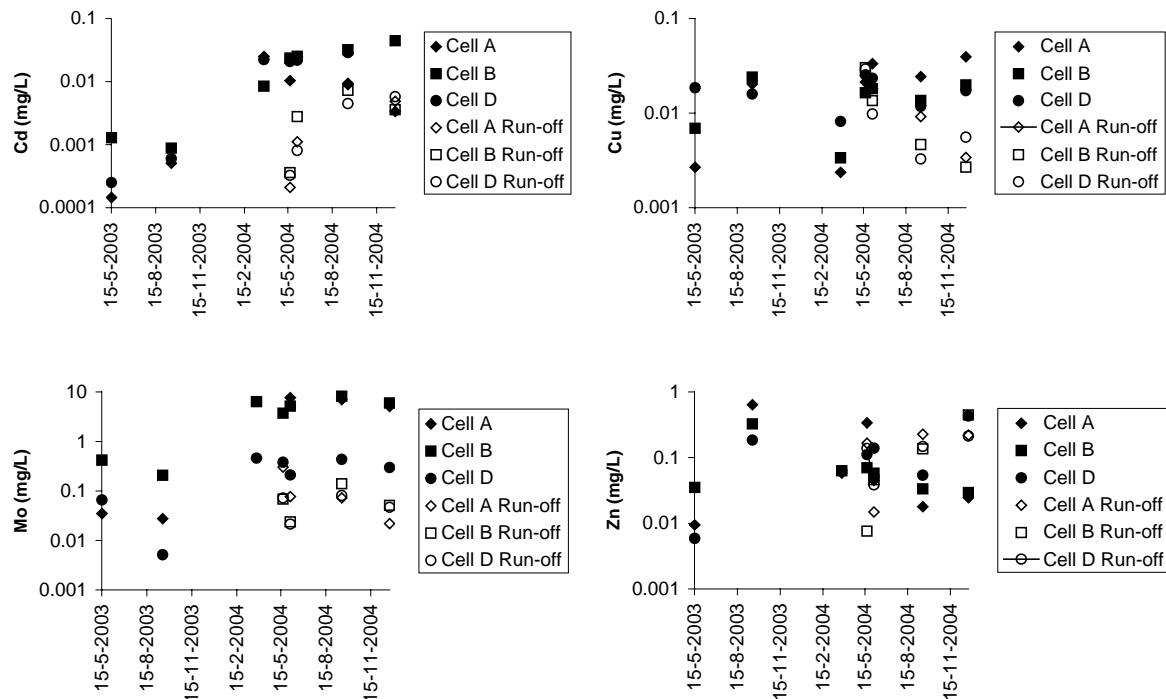 Cd (mg/L)
0.1
0.01
0.001
0.0001
15-5-2003
15-8-2003
15-11-2003
15-2-2004
15-5-2004
15-8-2004
15-11-2004
Cell A
Cell B
Cell D
Cell A Run-off
Cell B Run-off
Cell D Run-off
Cu (mg/L)
0.1
0.01
0.001
15-5-2003
15-8-2003
15-11-2003
15-2-2004
15-5-2004
15-8-2004
15-11-2004
Cell A
Cell B
Cell D
Cell A Run-off
Cell B Run-off
Cell D Run-off
Mo (mg/L)
10
1
0.1
0.01
0.001
15-5-2003
15-8-2003
15-11-2003
15-2-2004
15-5-2004
15-8-2004
15-11-2004
Cell A
Cell B
Cell D
Cell A Run-off
Cell B Run-off
Cell D Run-off
Zn (mg/L)
1
0.1
0.01
0.001
15-5-2003
15-8-2003
15-11-2003
15-2-2004
15-5-2004
15-8-2004
15-11-2004
Cell A
Cell B
Cell D
Cell A Run-off
Cell B Run-off
Cell D Run-off